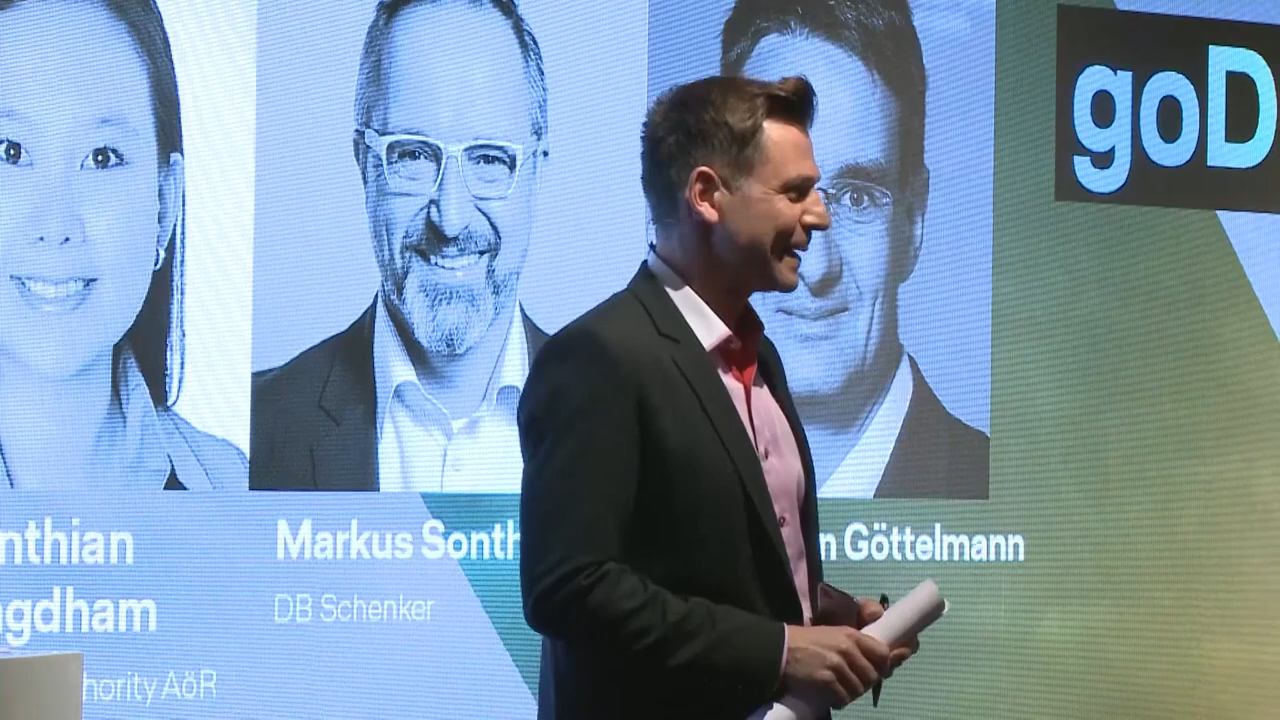 goD
nthian
gdham
hority AöR
Markus Sonth
DB Schenker
n Göttelmann